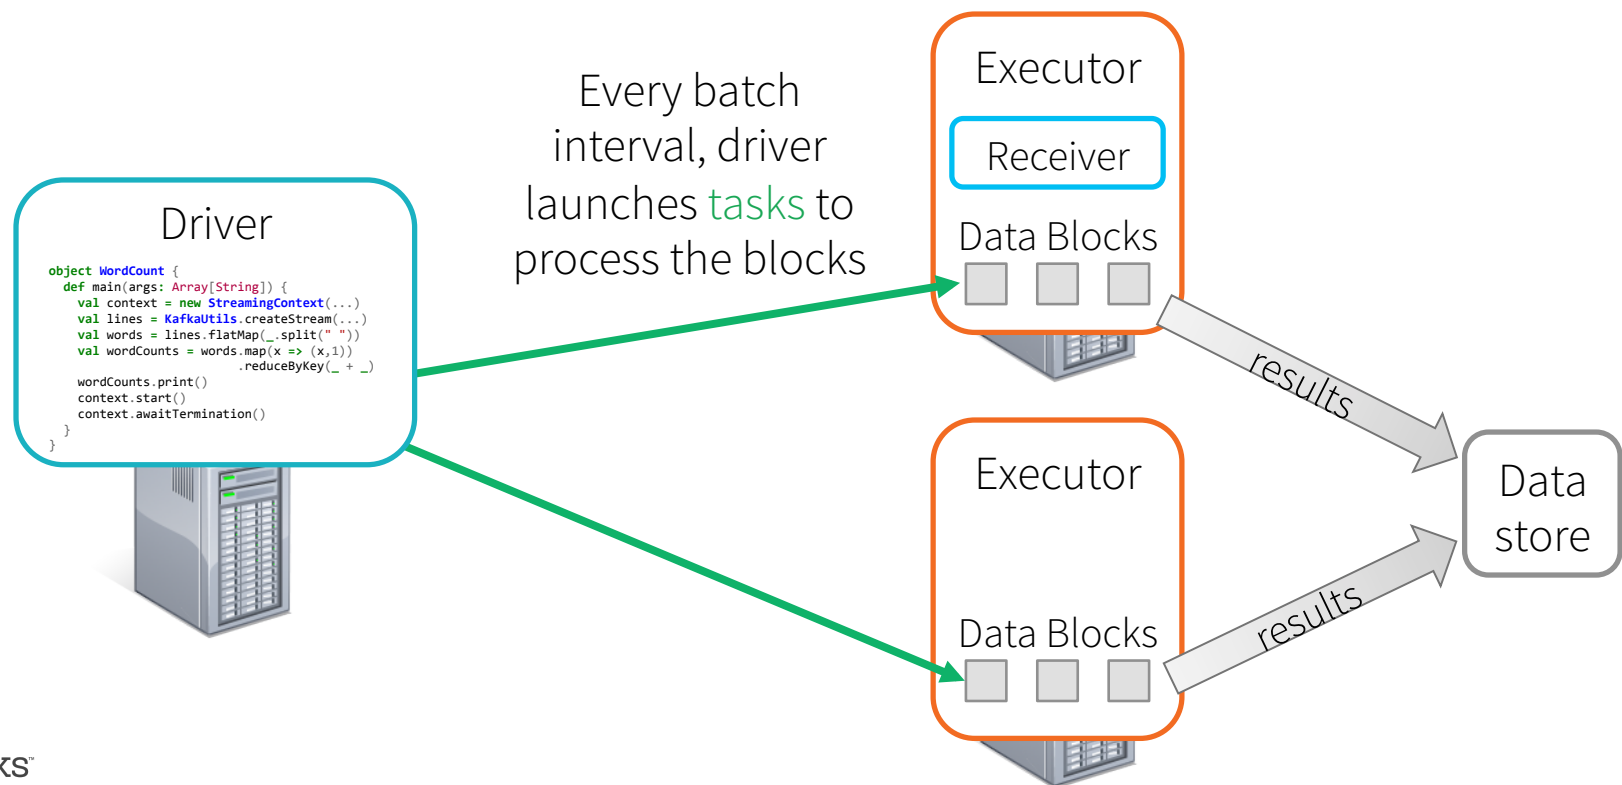 Every batch
interval, driver
launches tasks to
process the blocks
Driver
object WordCount {
def main(args: Array[String]) {
val context = new StreamingContext(...)
val lines = KafkaUtils.createStream(...)
val words = lines.flatMap(_.split(" "))
val wordCounts = words.map(x => (x,1))
.reduceByKey(_ + _)
wordCounts.print()
context.start()
context.awaitTermination()
}
}
Executor
Receiver
Data Blocks
results
Executor
Data Blocks
results
Data
store